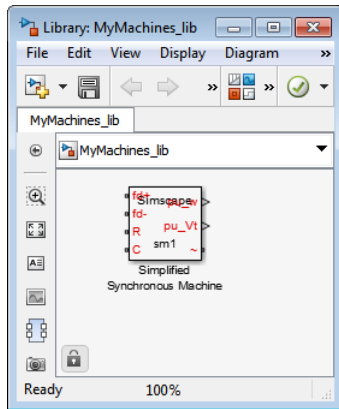 Library: MyMachines_lib
File Edit View Display Diagram »
» »
MyMachines_lib
MyMachines_lib
fd+ Simscape pu_w
fd-
R pu_Vt
C sm1 ~
Simplified
Synchronous Machine
Ready 100%